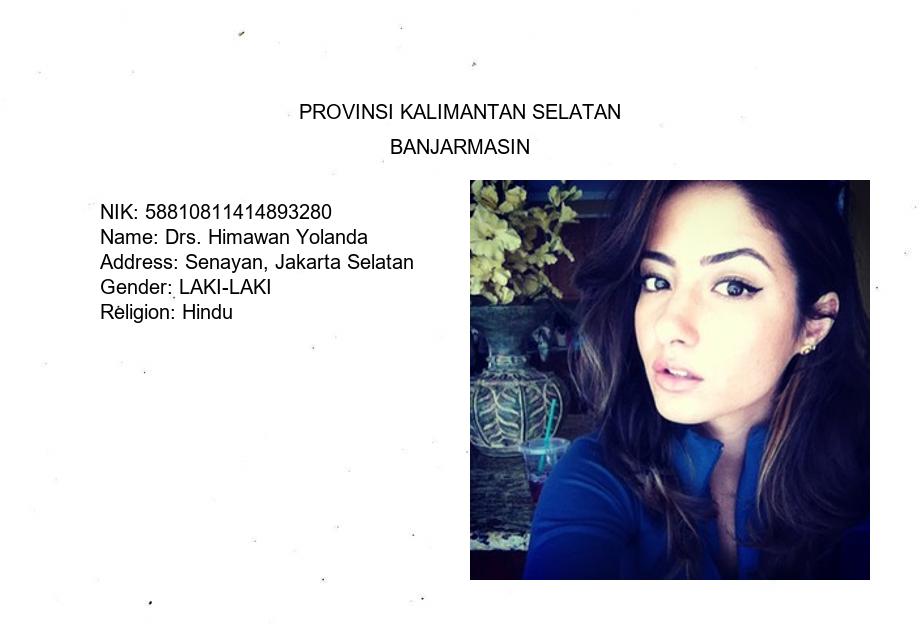 PROVINSI KALIMANTAN SELATAN
BANJARMASIN
NIK: 58810811414893280
Name: Drs. Himawan Yolanda
Address: Senayan, Jakarta Selatan
Gender: LAKI-LAKI
Religion: Hindu